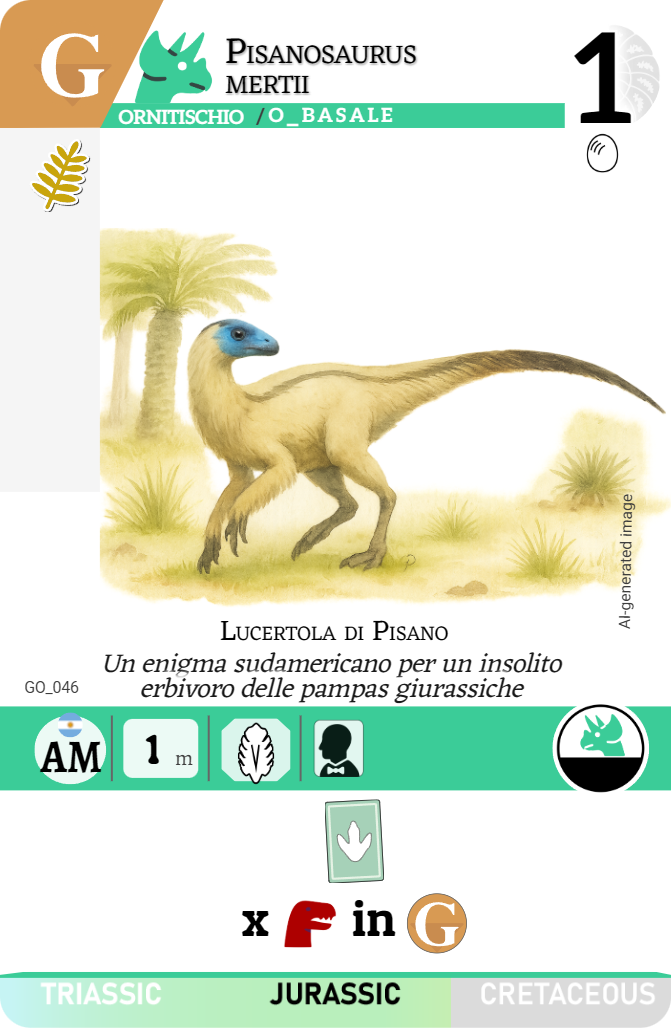 G
PISANOSAURUS
MERTII
1
ORNITISCHIO /O_BASALE
AI-generated image
LUCERTOLA DI PISANO
Un enigma sudamericano per un insolito
erbivoro delle pampas giurassiche
GO_046
AM
1 m
V
x F in G
TRIASSIC JURASSIC CRETACEOUS